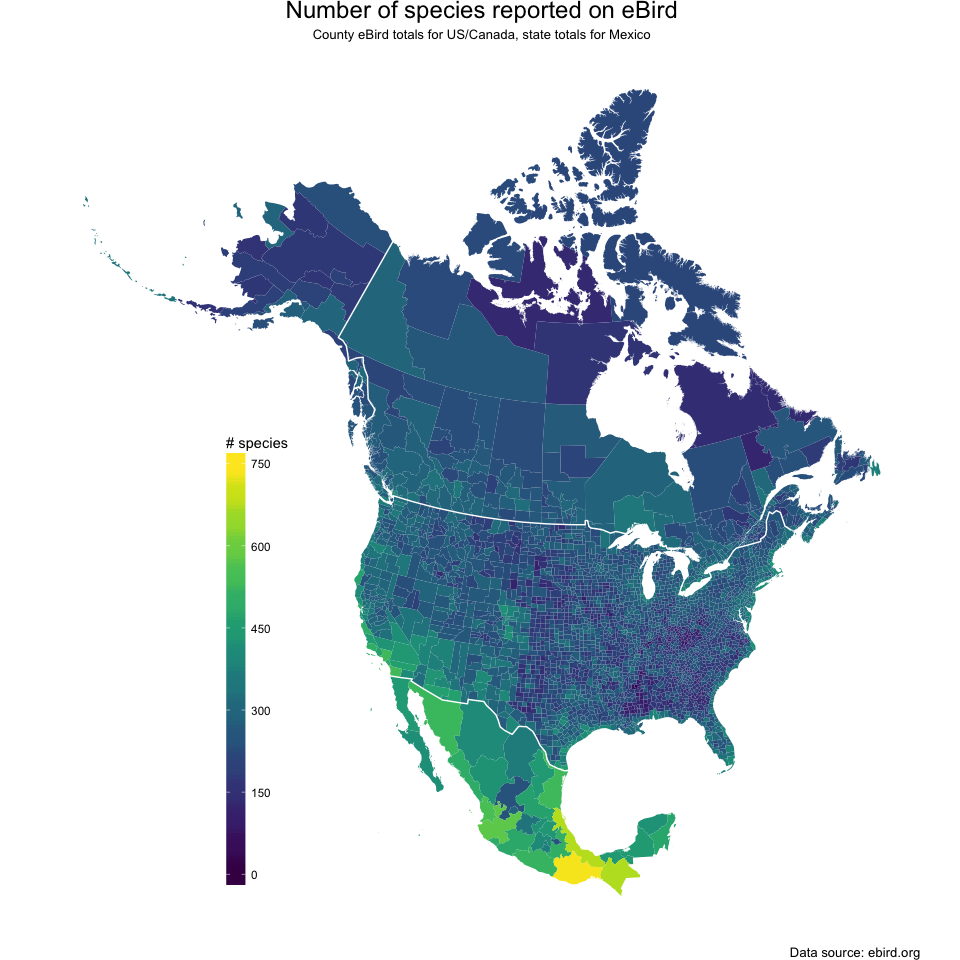 Number of species reported on eBird
County eBird totals for US/Canada, state totals for Mexico
# species
750
600
450
300
150
0
Data source: ebird.org